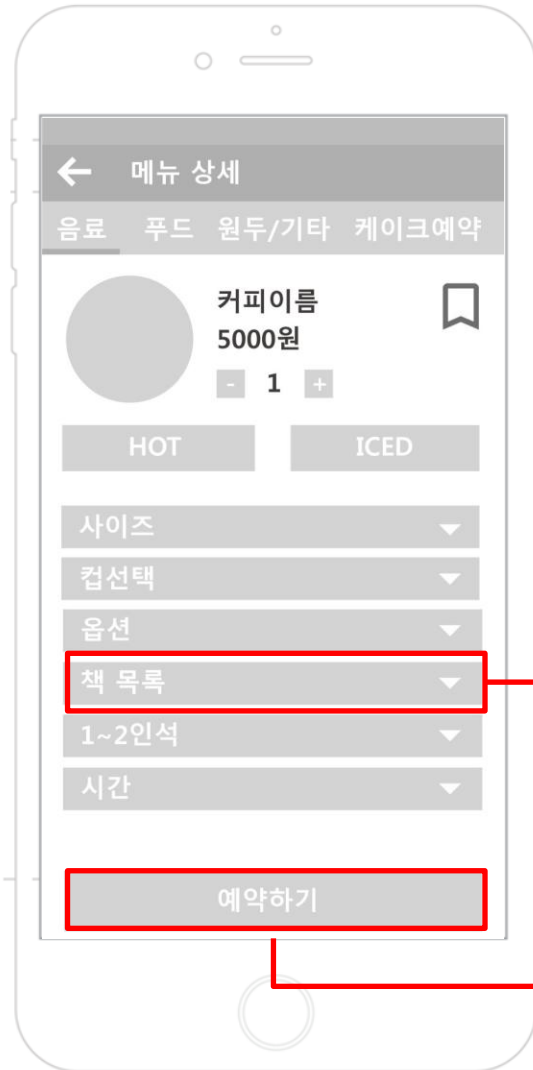 메뉴 상세
음료 푸드 원두/기타 케이크예약
커피이름
5000원
- 1 +
HOT ICED
사이즈
컵선택
옵션
책 목록
1~2인석
시간
예약하기